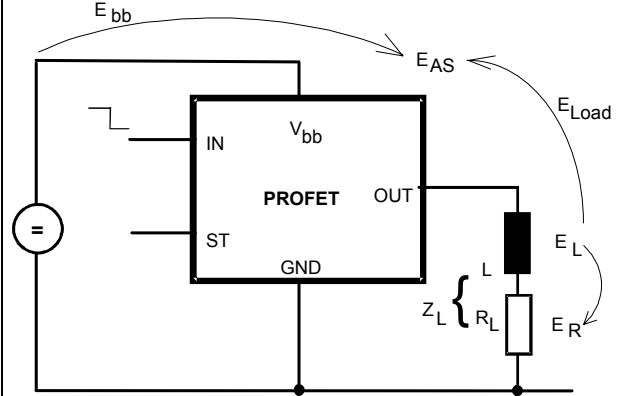 E bb
E AS
E Load
IN
V bb
PROFET
OUT
=
ST
GND
L
E L
Z L { R L
E R